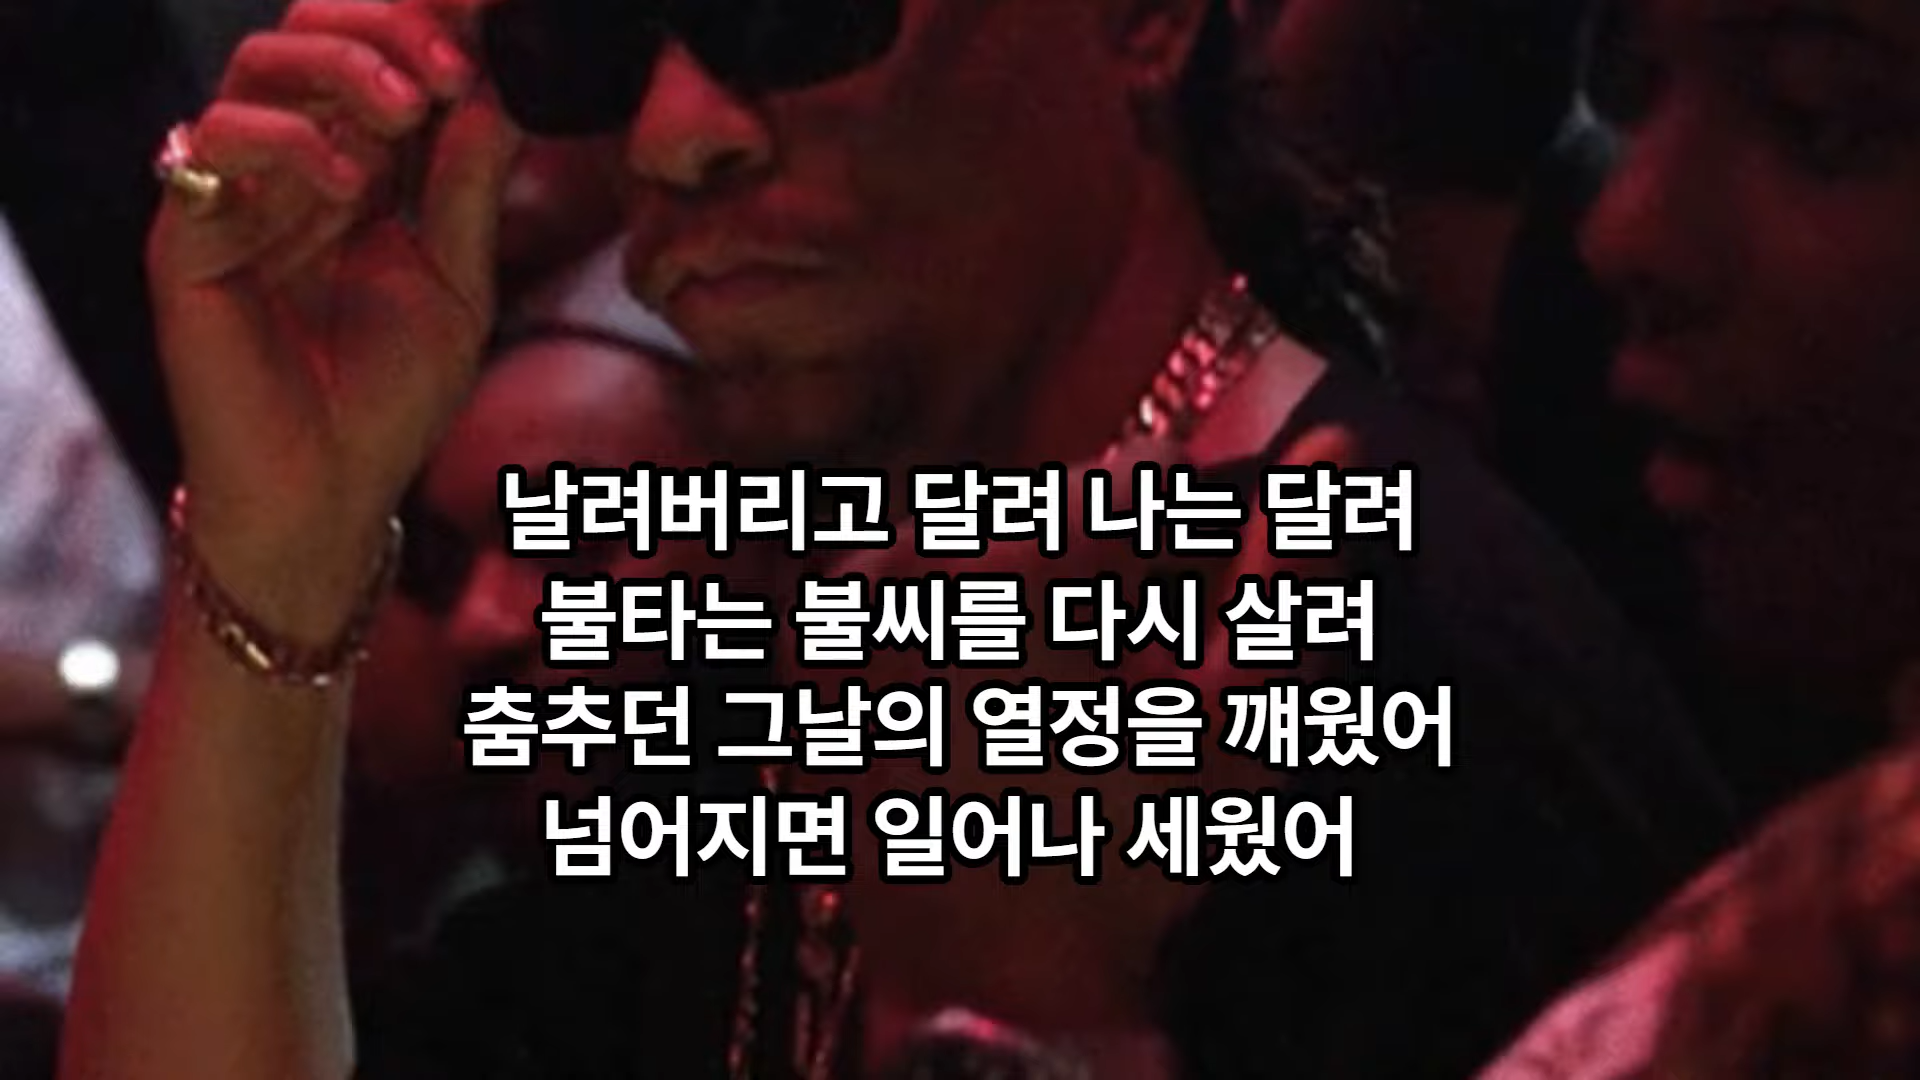 날려버리고 달려 나는 달려
불타는 불씨를 다시 살려
춤추던 그날의 열정을 꺠웠어
넘어지면 일어나 세웠어